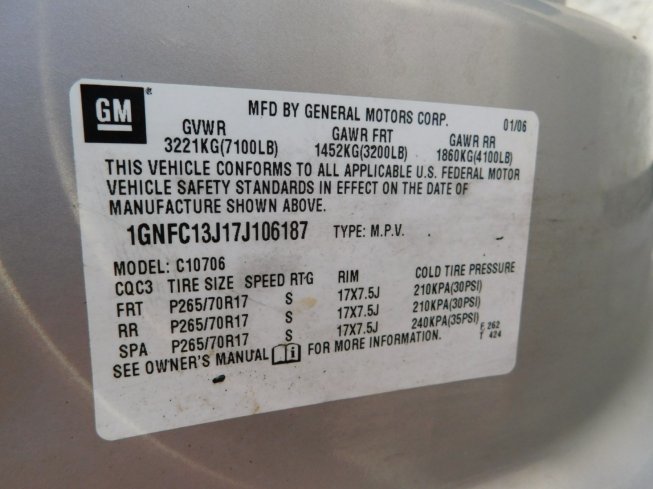 GM
MFD BY GENERAL MOTORS CORP. 01/06
GVWR GAWR FRT GAWR RR
3221KG(7100LB) 1452KG(3200LB) 1860KG(4100LB)
THIS VEHICLE CONFORMS TO ALL APPLICABLE U.S. FEDERAL MOTOR
VEHICLE SAFETY STANDARDS IN EFFECT ON THE DATE OF
MANUFACTURE SHOWN ABOVE.
1GNFC13J17J106187 TYPE: M.P.V.
MODEL: C10706
CQC3 TIRE SIZE SPEED RTG RIM COLD TIRE PRESSURE
FRT P265/70R17 S 17X7.5J 210KPA(30PSI)
RR P265/70R17 S 17X7.5J 210KPA(30PSI)
SPA P265/70R17 S 17X7.5J 240KPA(35PSI) F 262
T 424
SEE OWNER'S MANUAL i FOR MORE INFORMATION.